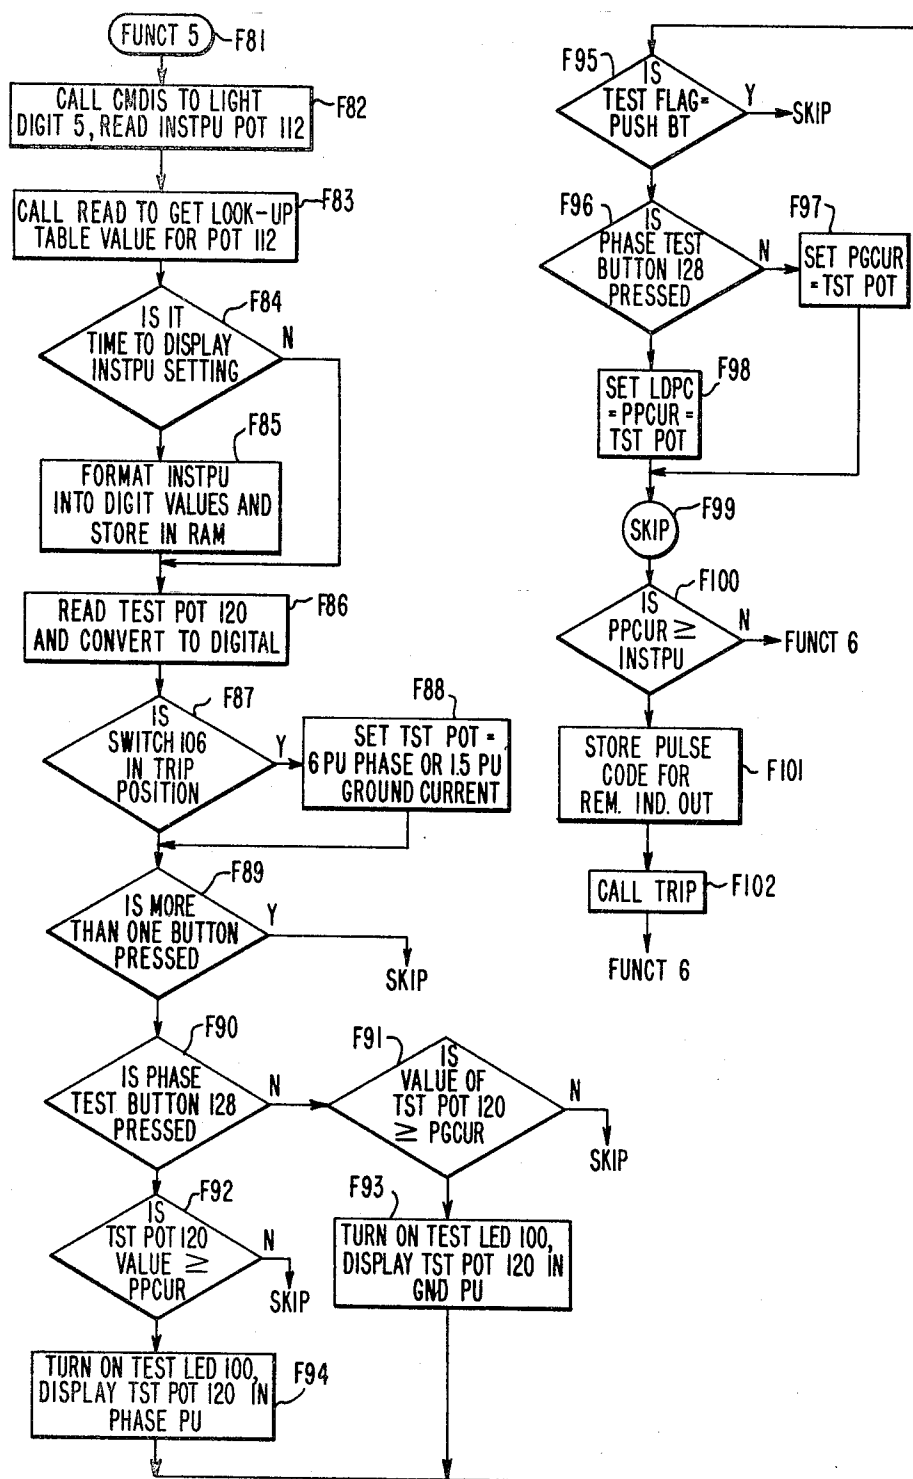 FUNCT 5
F81
CALL CMDIS TO LIGHT
DIGIT 5, READ INSTPU POT 112
F82
CALL READ TO GET LOOK-UP
TABLE VALUE FOR POT 112
F83
IS IT
TIME TO DISPLAY
INSTPU SETTING
F84
N
FORMAT INSTPU
INTO DIGIT VALUES AND
STORE IN RAM
F85
READ TEST POT 120
AND CONVERT TO DIGITAL
F86
IS
SWITCH 106
IN TRIP
POSITION
F87
Y
SET TST POT =
6 PU PHASE OR 1.5 PU
GROUND CURRENT
F88
IS MORE
THAN ONE BUTTON
PRESSED
F89
Y
SKIP
IS PHASE
TEST BUTTON 128
PRESSED
F90
N
IS
VALUE OF
TST POT 120
≥ PGCUR
F91
N
SKIP
IS
TST POT 120
VALUE ≥
PPCUR
F92
N
SKIP
TURN ON TEST LED 100,
DISPLAY TST POT 120 IN
GND PU
F93
TURN ON TEST LED 100,
DISPLAY TST POT 120 IN
PHASE PU
F94
IS
TEST FLAG=
PUSH BT
F95
Y
SKIP
IS
PHASE TEST
BUTTON 128
PRESSED
F96
N
SET PGCUR
= TST POT
F97
SET LDPC
= PPCUR =
TST POT
F98
SKIP
F99
IS
PPCUR ≥
INSTPU
F100
N
FUNCT 6
STORE PULSE
CODE FOR
REM. IND. OUT
F101
CALL TRIP
F102
FUNCT 6